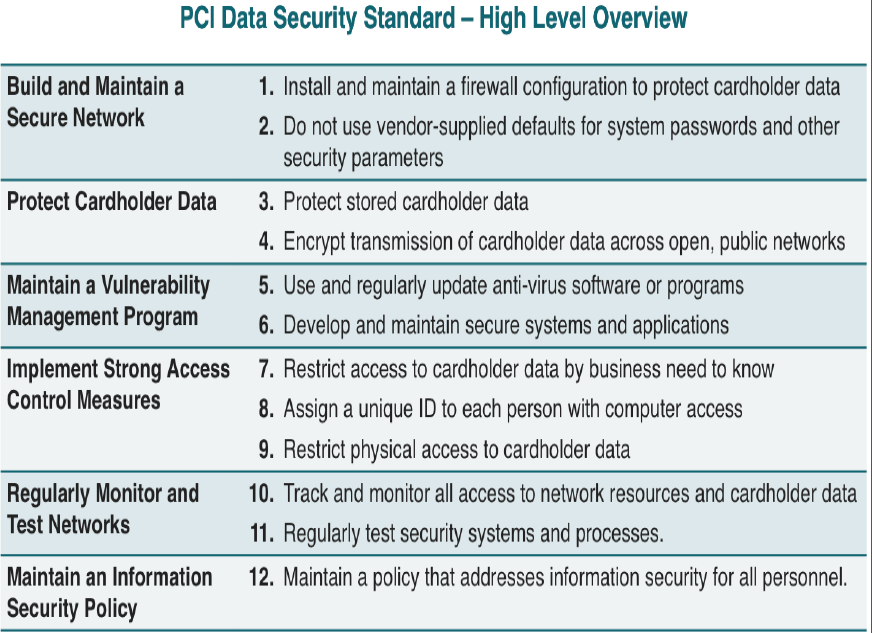 PCI Data Security Standard – High Level Overview
Build and Maintain a
Secure Network
1. Install and maintain a firewall configuration to protect cardholder data
2. Do not use vendor-supplied defaults for system passwords and other
security parameters
Protect Cardholder Data
3. Protect stored cardholder data
4. Encrypt transmission of cardholder data across open, public networks
Maintain a Vulnerability
Management Program
5. Use and regularly update anti-virus software or programs
6. Develop and maintain secure systems and applications
Implement Strong Access
Control Measures
7. Restrict access to cardholder data by business need to know
8. Assign a unique ID to each person with computer access
9. Restrict physical access to cardholder data
Regularly Monitor and
Test Networks
10. Track and monitor all access to network resources and cardholder data
11. Regularly test security systems and processes.
Maintain an Information
Security Policy
12. Maintain a policy that addresses information security for all personnel.